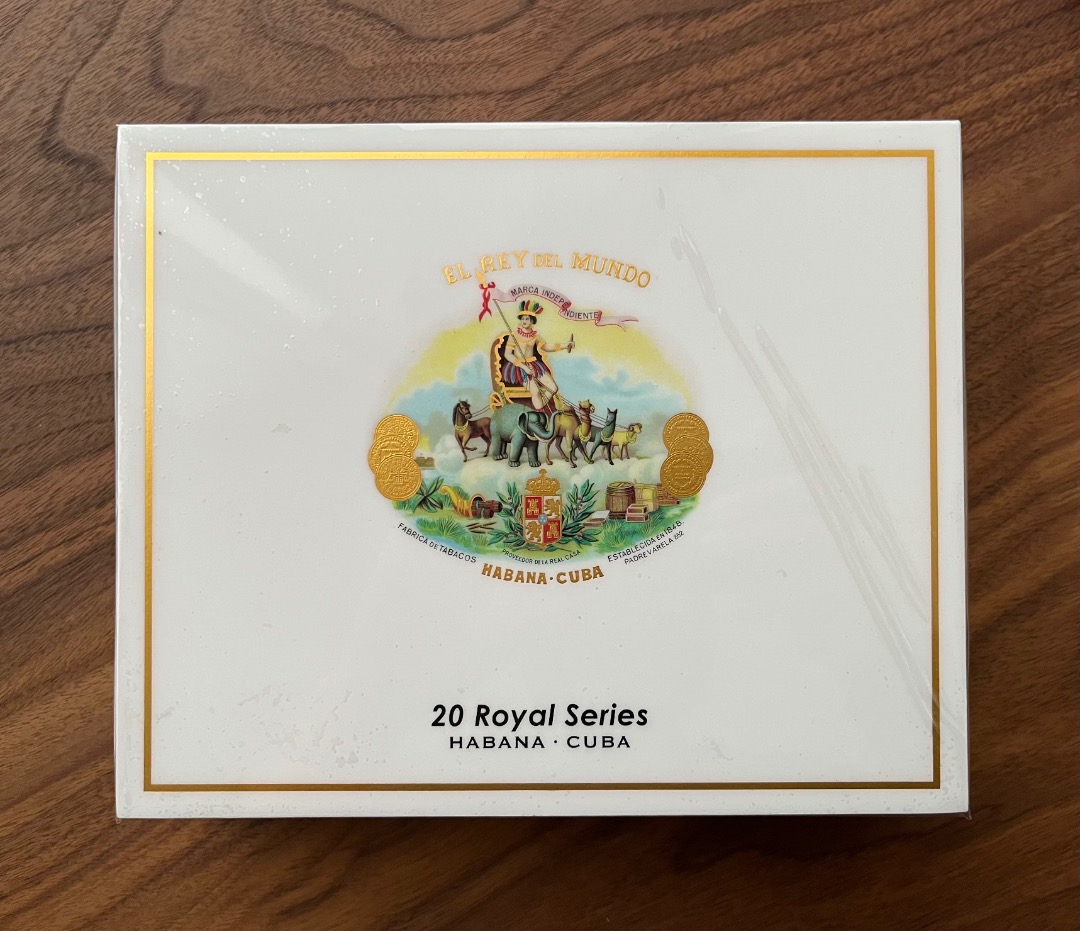 EL REY DEL MUNDO
MARCA INDEPENDIENTE
FABRICA DE TABACOS
PROVEEDOR DE LA REAL CASA
ESTABLECIDA EN 1848.
PADRE VARELA 852
HABANA · CUBA
20 Royal Series
HABANA · CUBA